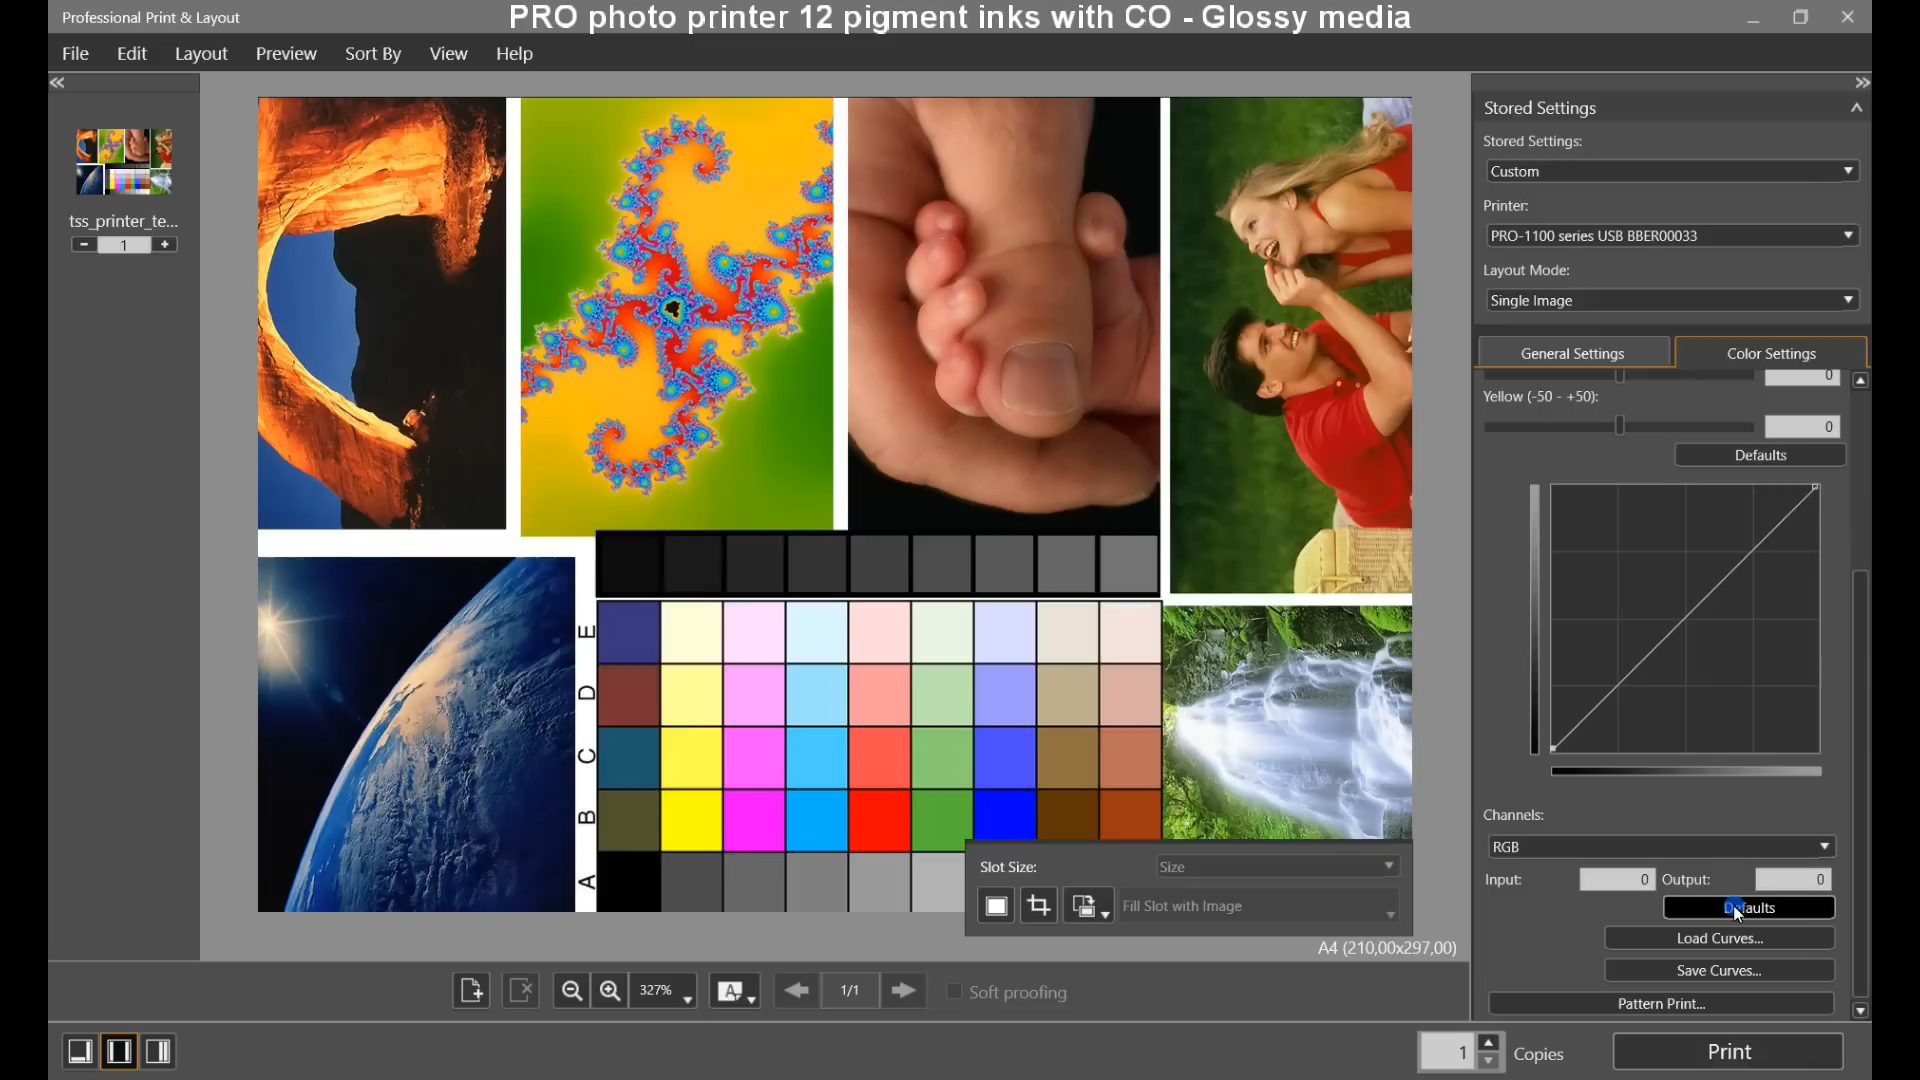 Professional Print & Layout
PRO photo printer 12 pigment inks with CO - Glossy media
File Edit Layout Preview Sort By View Help
tss_printer_te...
- 1 +
E
D
C
B
A
Slot Size: Size
Fill Slot with Image
A4 (210,00x297,00)
327% A 1/1 Soft proofing
Stored Settings
Stored Settings:
Custom
Printer:
PRO-1100 series USB BBER00033
Layout Mode:
Single Image
General Settings Color Settings
0
Yellow (-50 - +50):
0
Defaults
Channels:
RGB
Input: 0 Output: 0
Defaults
Load Curves...
Save Curves...
Pattern Print...
1 Copies Print